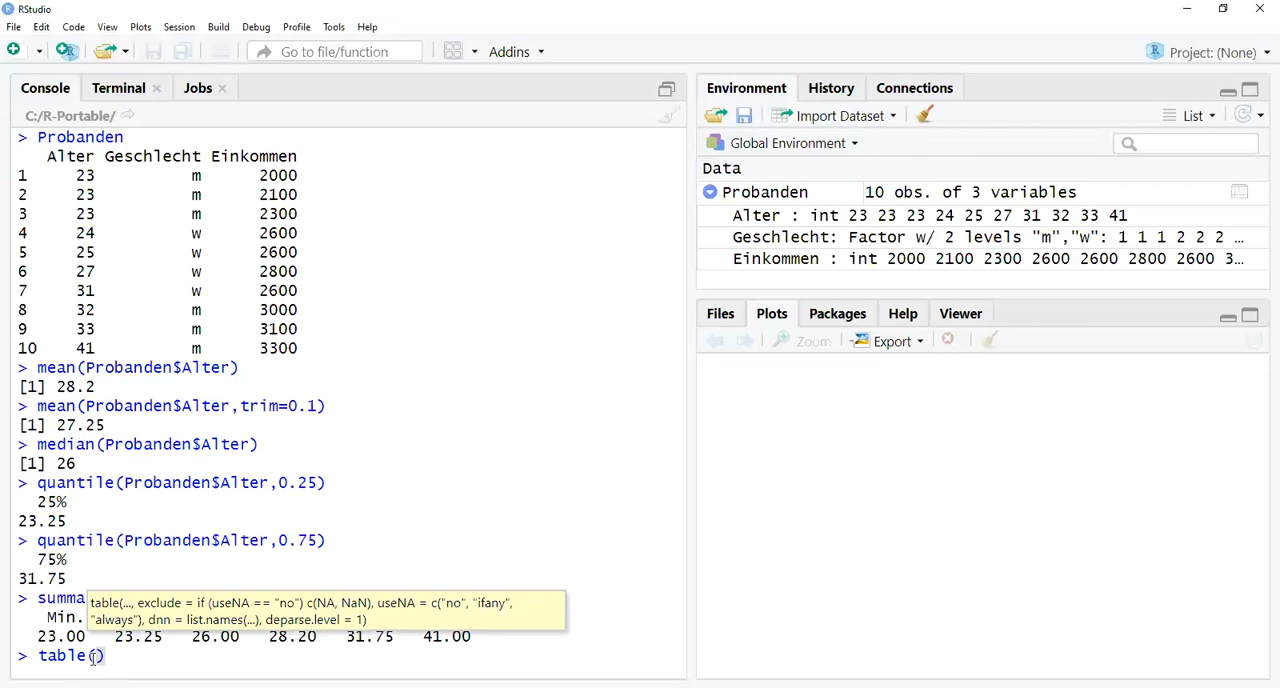 RStudio
File Edit Code View Plots Session Build Debug Profile Tools Help
Go to file/function Addins Project: (None)
Console Terminal Jobs
C:/R-Portable/
> Probanden
Alter Geschlecht Einkommen
1 23 m 2000
2 23 m 2100
3 23 m 2300
4 24 w 2600
5 25 w 2600
6 27 w 2800
7 31 w 2600
8 32 m 3000
9 33 m 3100
10 41 m 3300
> mean(Probanden$Alter)
[1] 28.2
> mean(Probanden$Alter,trim=0.1)
[1] 27.25
> median(Probanden$Alter)
[1] 26
> quantile(Probanden$Alter,0.25)
25%
23.25
> quantile(Probanden$Alter,0.75)
75%
31.75
> summa
table(..., exclude = if (useNA == "no") c(NA, NaN), useNA = c("no", "ifany",
"always"), dnn = list.names(...), deparse.level = 1)
Min.
23.00 23.25 26.00 28.20 31.75 41.00
> table()
Environment History Connections
Import Dataset List
Global Environment
Data
Probanden 10 obs. of 3 variables
Alter : int 23 23 23 24 25 27 31 32 33 41
Geschlecht: Factor w/ 2 levels "m","w": 1 1 1 2 2 2 ...
Einkommen : int 2000 2100 2300 2600 2600 2800 2600 3...
Files Plots Packages Help Viewer
Zoom Export